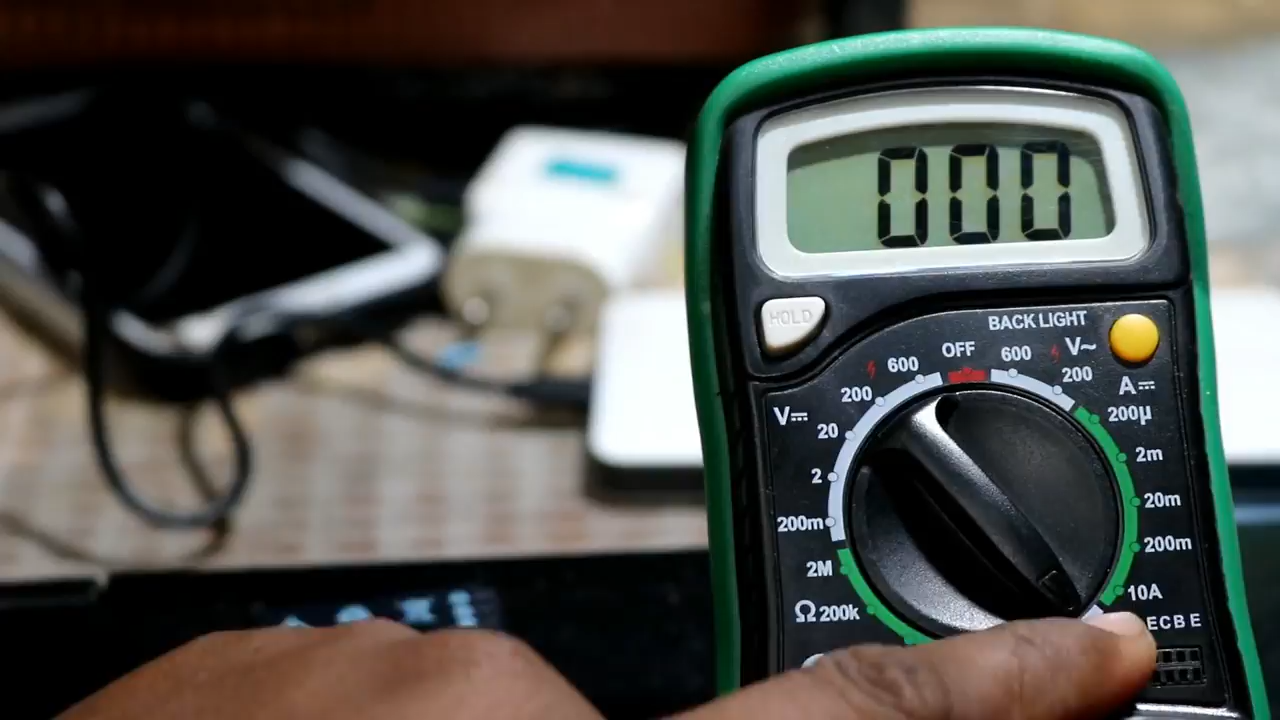 000
HOLD
BACK LIGHT
600 OFF 600 V~
200 200
V⎓ A⎓
20 200µ
2 2m
200m 20m
2M 200m
Ω 200k 10A
ECBE